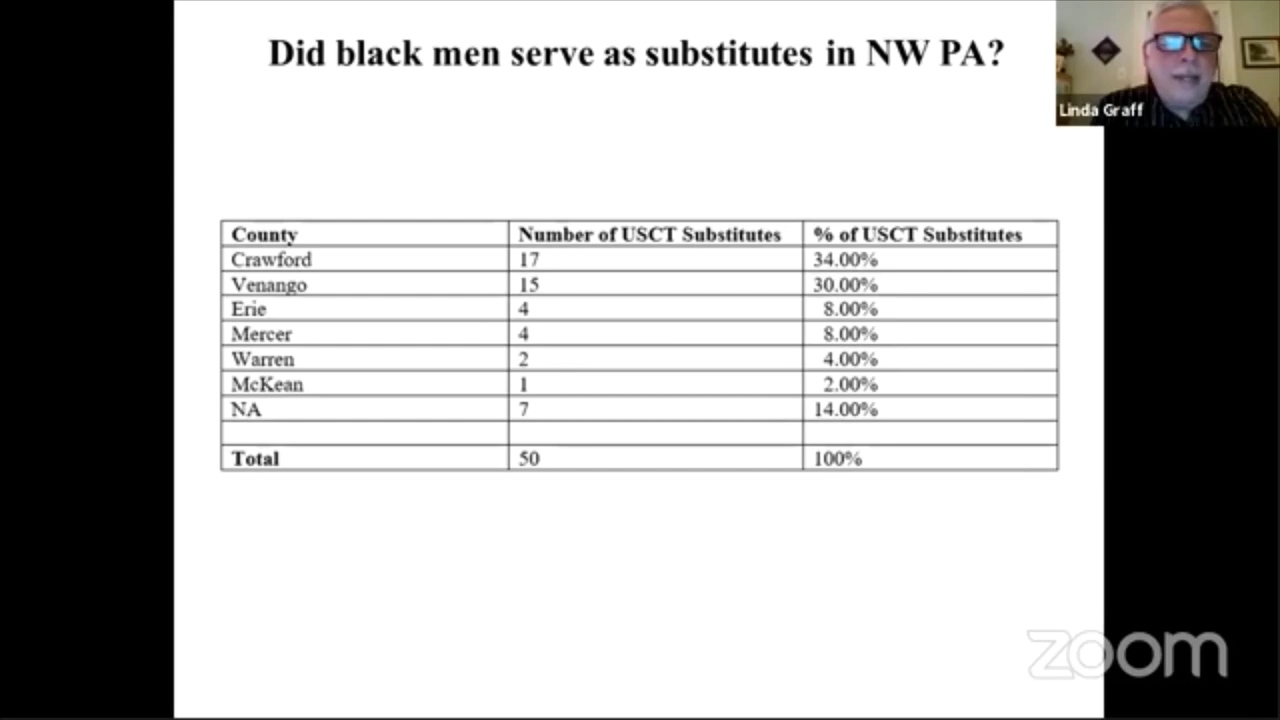 Did black men serve as substitutes in NW PA?
Linda Graff
County Number of USCT Substitutes % of USCT Substitutes
Crawford 17 34.00%
Venango 15 30.00%
Erie 4 8.00%
Mercer 4 8.00%
Warren 2 4.00%
McKean 1 2.00%
NA 7 14.00%
Total 50 100%
zoom